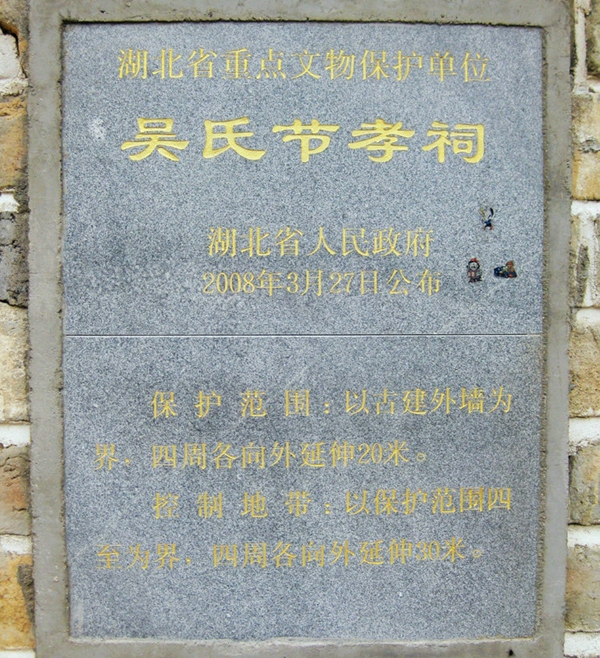 湖北省重点文物保护单位
吴氏节孝祠
湖北省人民政府
2008年3月27日公布
保护范围：以古建外墙为
界，四周各向外延伸20米。
控制地带：以保护范围四
至为界，四周各向外延伸30米。